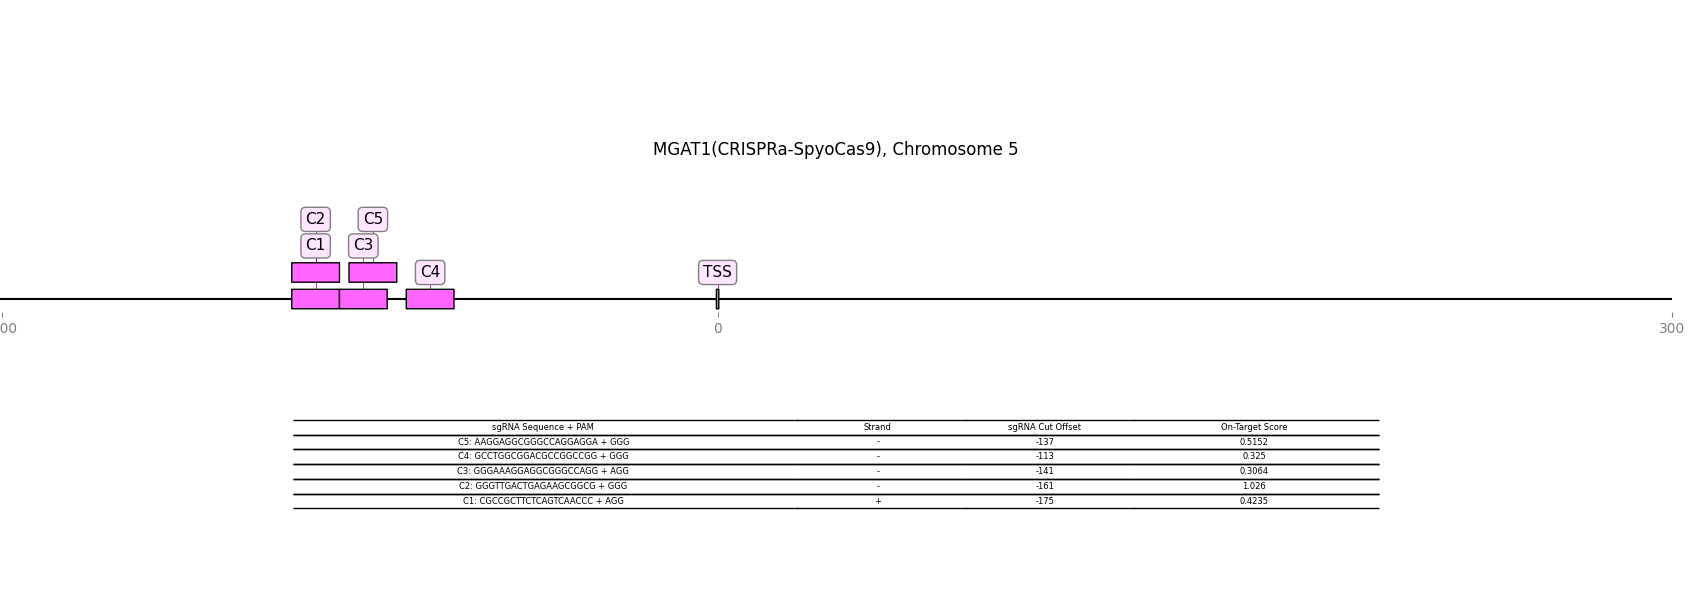 MGAT1(CRISPRa-SpyoCas9), Chromosome 5
C2 C5
C1 C3
C4 TSS
00 0 300
sgRNA Sequence + PAM Strand sgRNA Cut Offset On-Target Score
C5: AAGGAGGCGGGCCAGGAGGA + GGG - -137 0.5152
C4: GCCTGGCGGACGCCGGCCGG + GGG - -113 0.325
C3: GGGAAAGGAGGCGGGCCAGG + AGG - -141 0.3064
C2: GGGTTGACTGAGAAGCGGCG + GGG - -161 1.026
C1: CGCCGCTTCTCAGTCAACCC + AGG + -175 0.4235